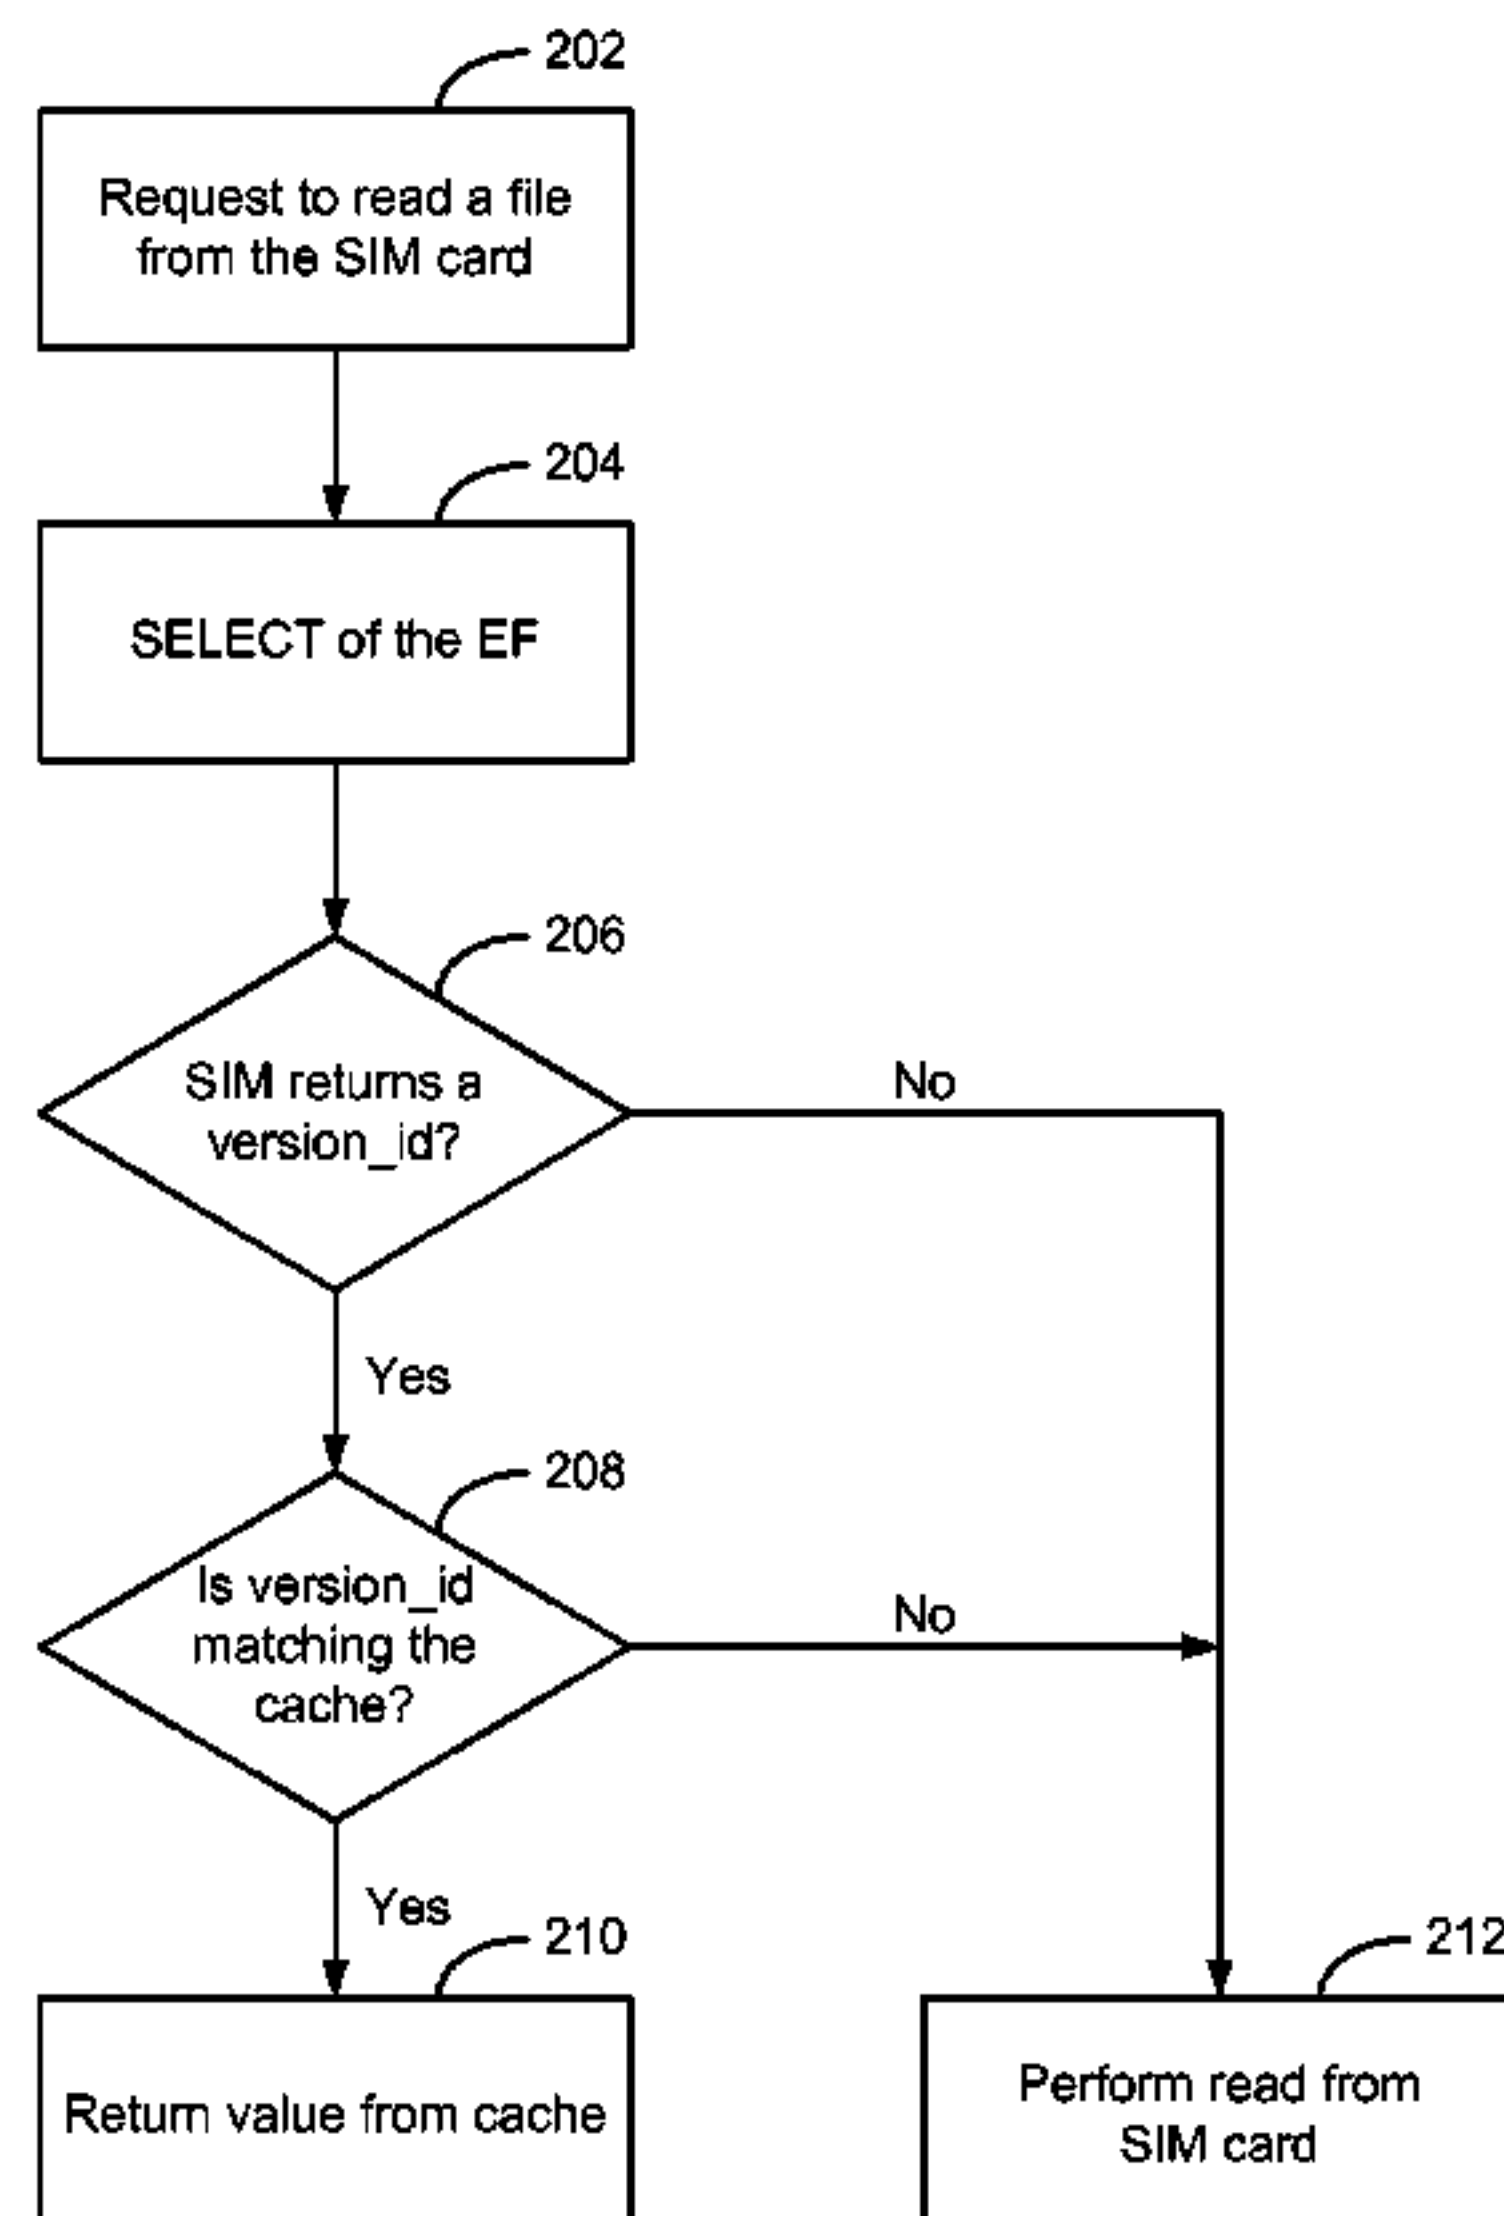 202
Request to read a file
from the SIM card
204
SELECT of the EF
206
SIM returns a
version_id?
No
Yes
208
Is version_id
matching the
cache?
No
Yes
210
212
Return value from cache
Perform read from
SIM card